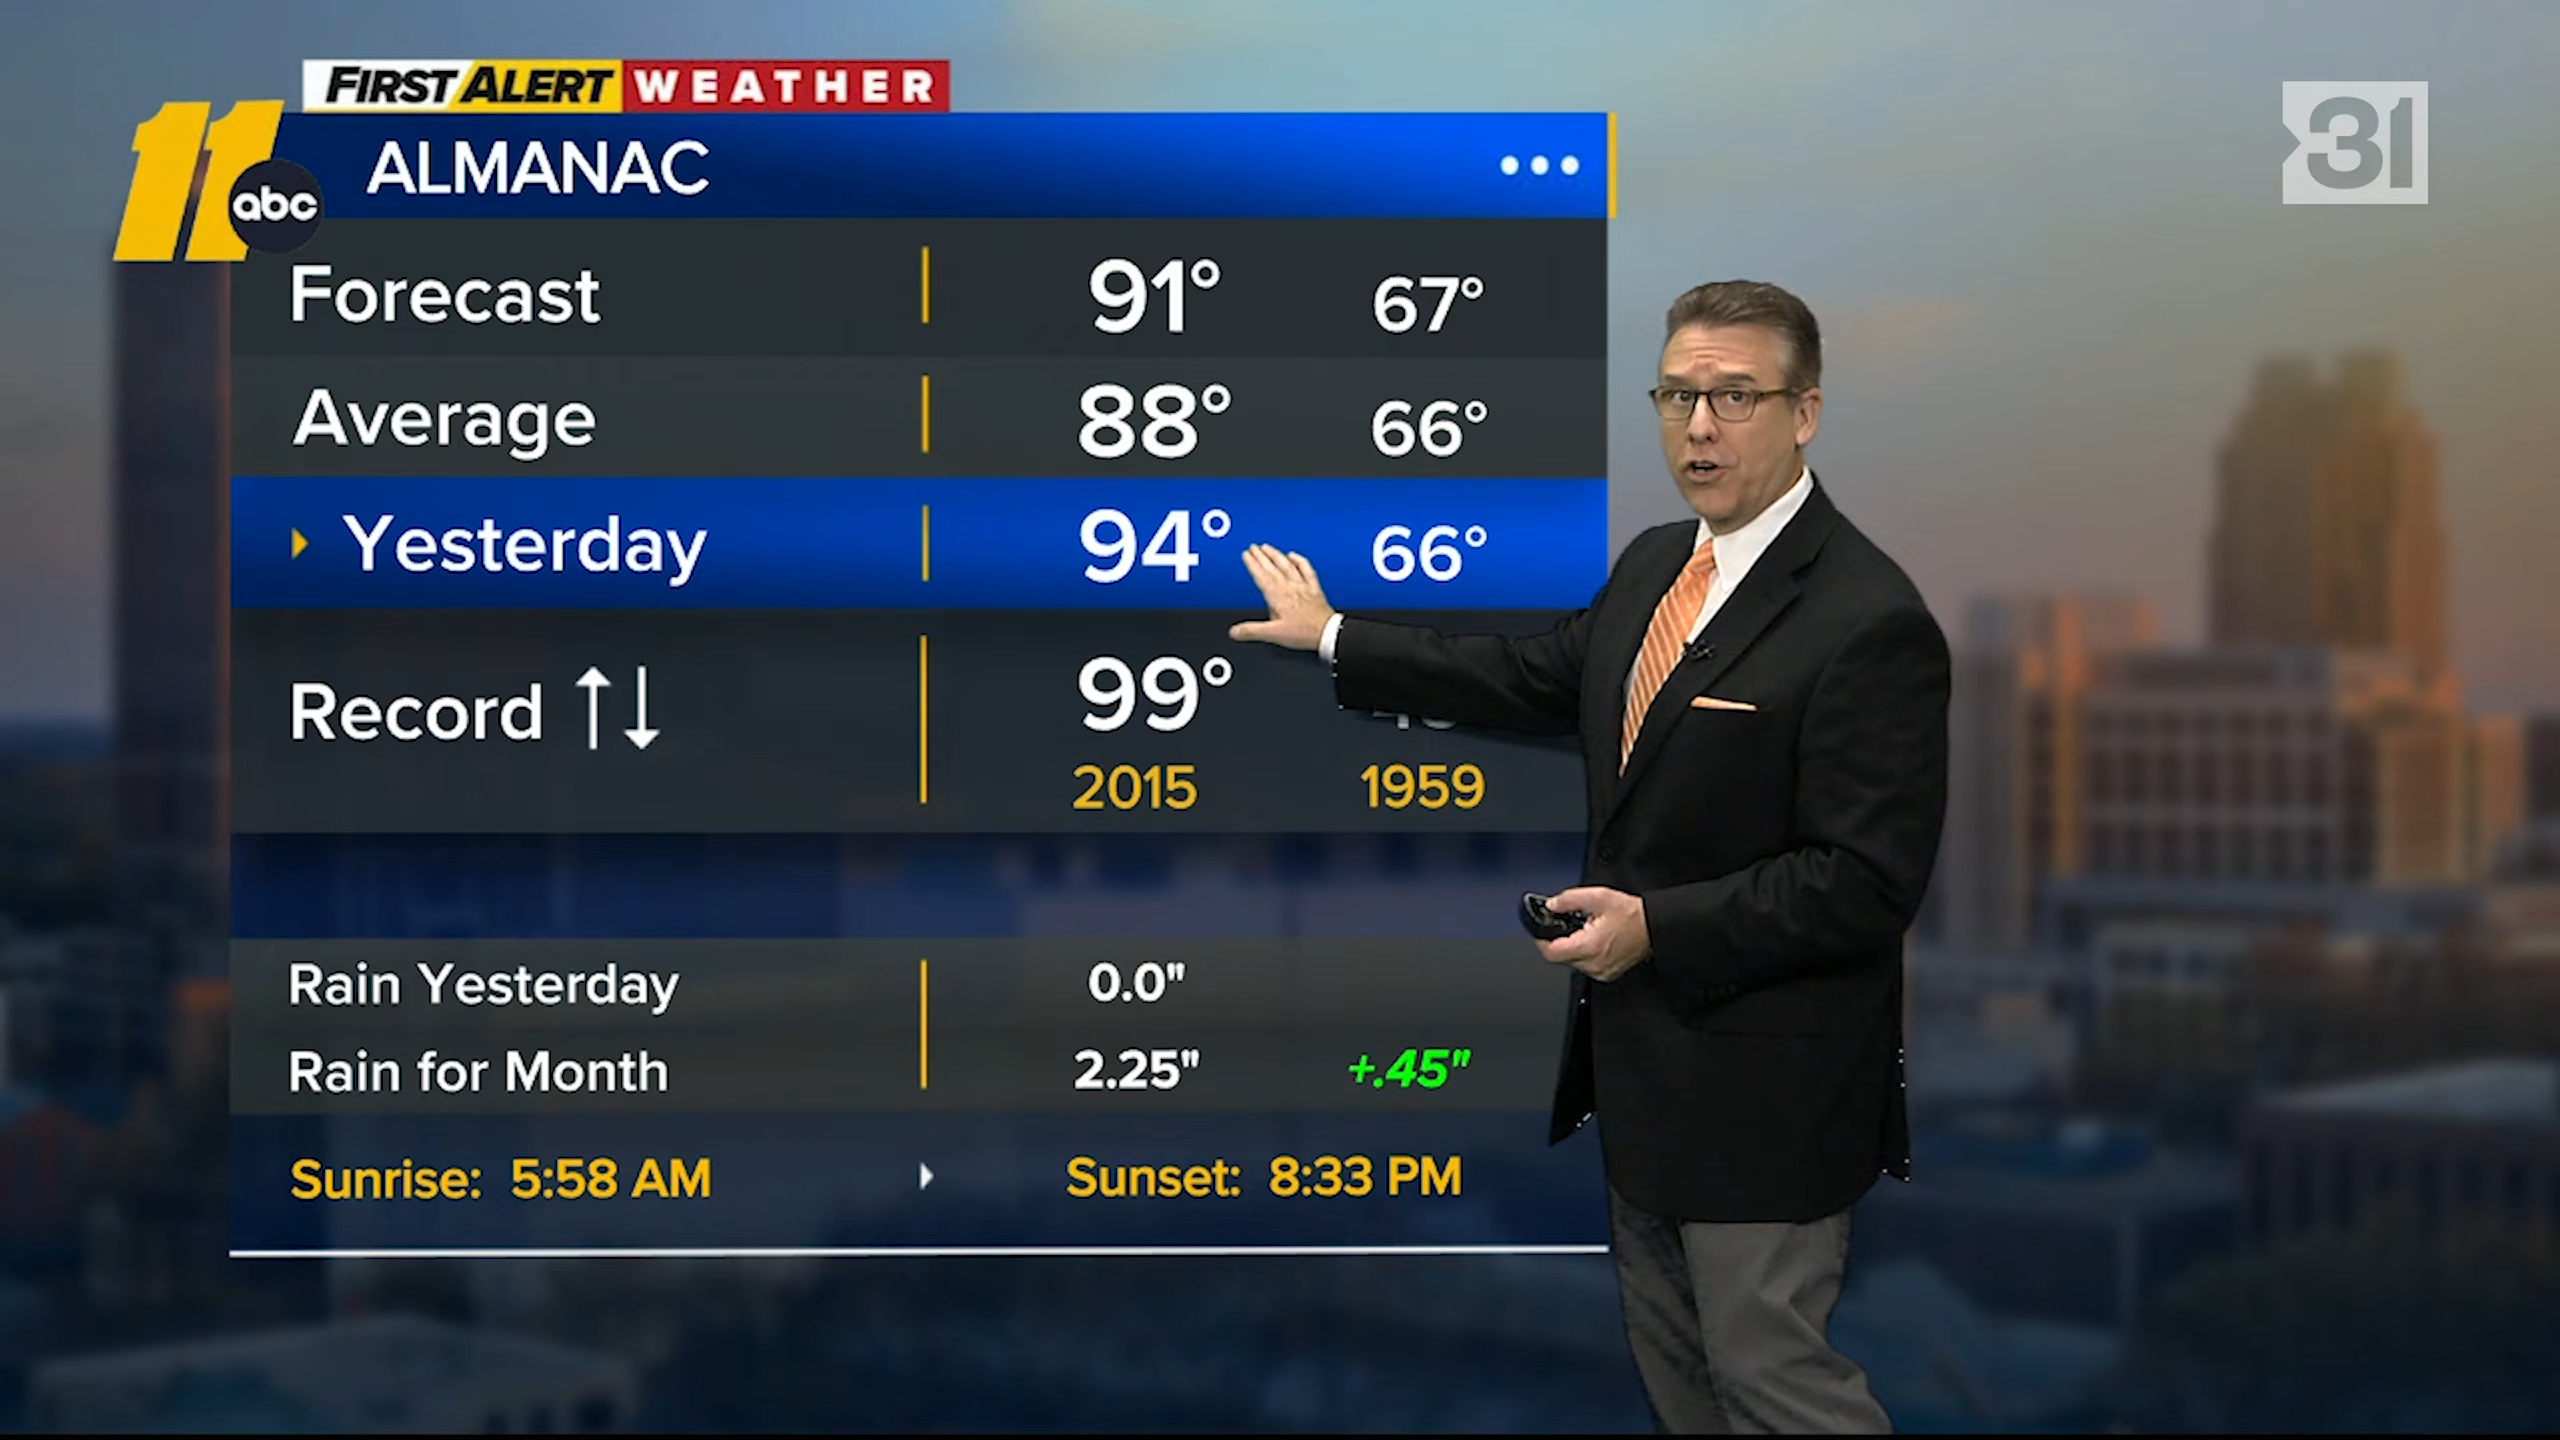 FIRST ALERT WEATHER
11
abc
ALMANAC
31
Forecast 91° 67°
Average 88° 66°
Yesterday 94° 66°
Record ↑↓ 99°
2015 1959
Rain Yesterday 0.0"
Rain for Month 2.25" +.45"
Sunrise: 5:58 AM Sunset: 8:33 PM